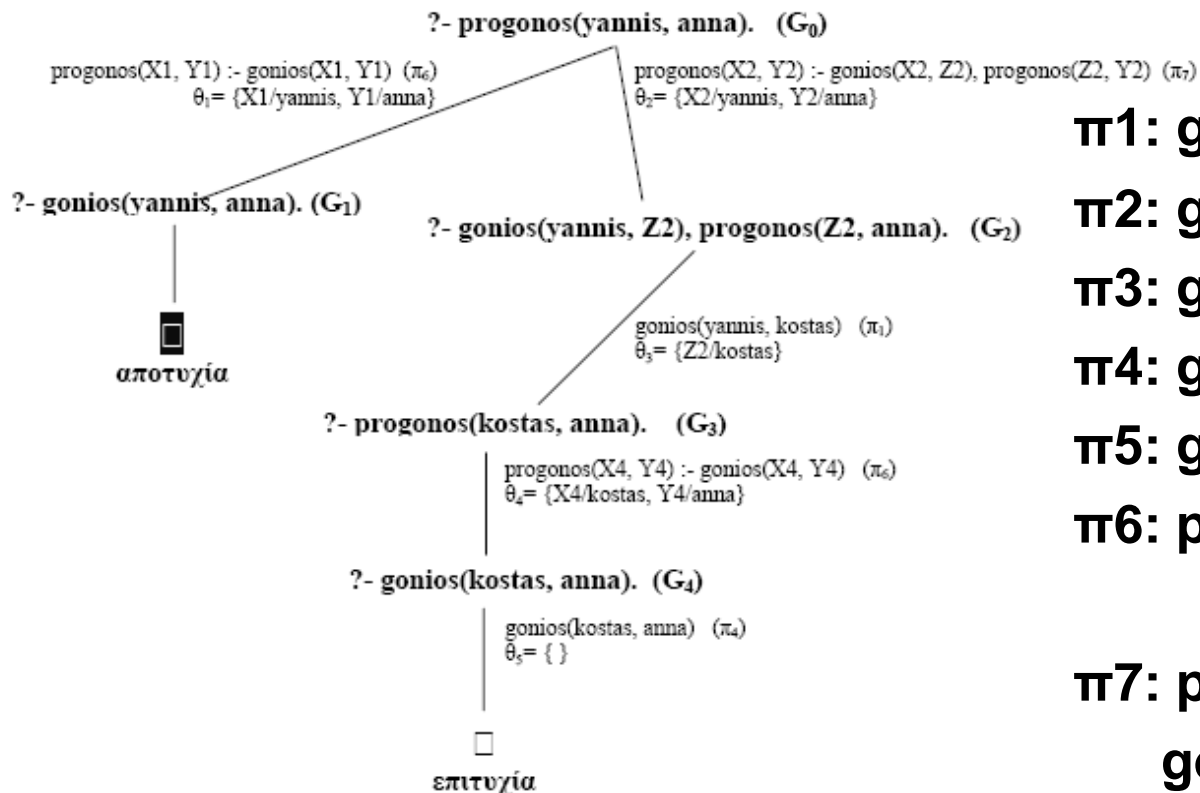 ?- progonos(yannis, anna). (G₀)
progonos(X1, Y1) :- gonios(X1, Y1) (π₆)
θ₁= {X1/yannis, Y1/anna}
progonos(X2, Y2) :- gonios(X2, Z2), progonos(Z2, Y2) (π₇)
θ₂= {X2/yannis, Y2/anna}
?- gonios(yannis, anna). (G₁)
?- gonios(yannis, Z2), progonos(Z2, anna). (G₂)
αποτυχία
gonios(yannis, kostas) (π₁)
θ₃= {Z2/kostas}
?- progonos(kostas, anna). (G₃)
progonos(X4, Y4) :- gonios(X4, Y4) (π₆)
θ₄= {X4/kostas, Y4/anna}
?- gonios(kostas, anna). (G₄)
gonios(kostas, anna) (π₄)
θ₅= { }
επιτυχία
π1: g
π2: g
π3: g
π4: g
π5: g
π6: p
π7: p
go